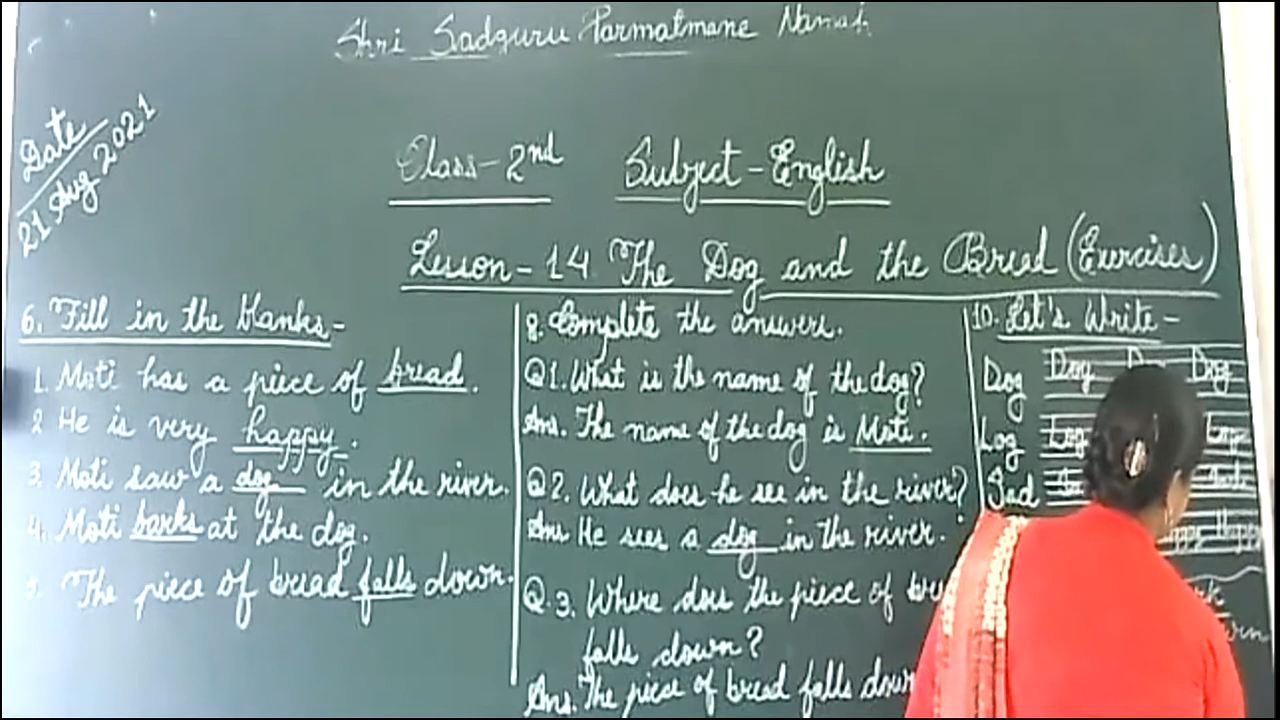 Shri Sadguru Parmatmane Namah
Date
21. Aug 2021
Class - 2nd Subject - English
Lesson - 14 The Dog and the Bread (Exercises)
6. Fill in the blanks -
1. Moti has a piece of bread.
2 He is very happy.
3. Moti saw a dog in the river.
4. Moti barks at the dog.
The piece of bread falls down.
8. Complete the answers.
Q1. What is the name of the dog?
Ans. The name of the dog is Moti.
Q2. What does he see in the river?
Ans He sees a dog in the river.
Q.3. Where does the piece of
falls down?
Ans. The piece of bread falls down
10. Let's Write -
Dog Dog Dog
Log Log
Sad
Happy